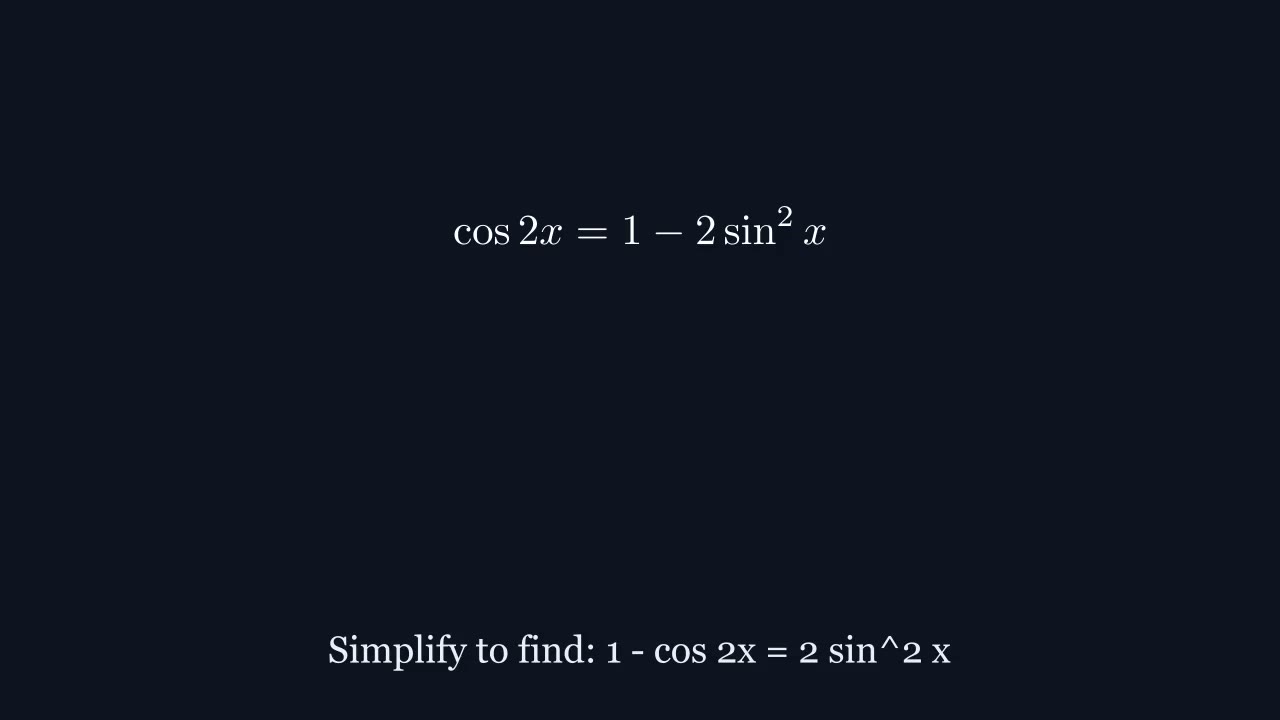 cos 2x = 1 − 2 sin² x
Simplify to find: 1 - cos 2x = 2 sin^2 x